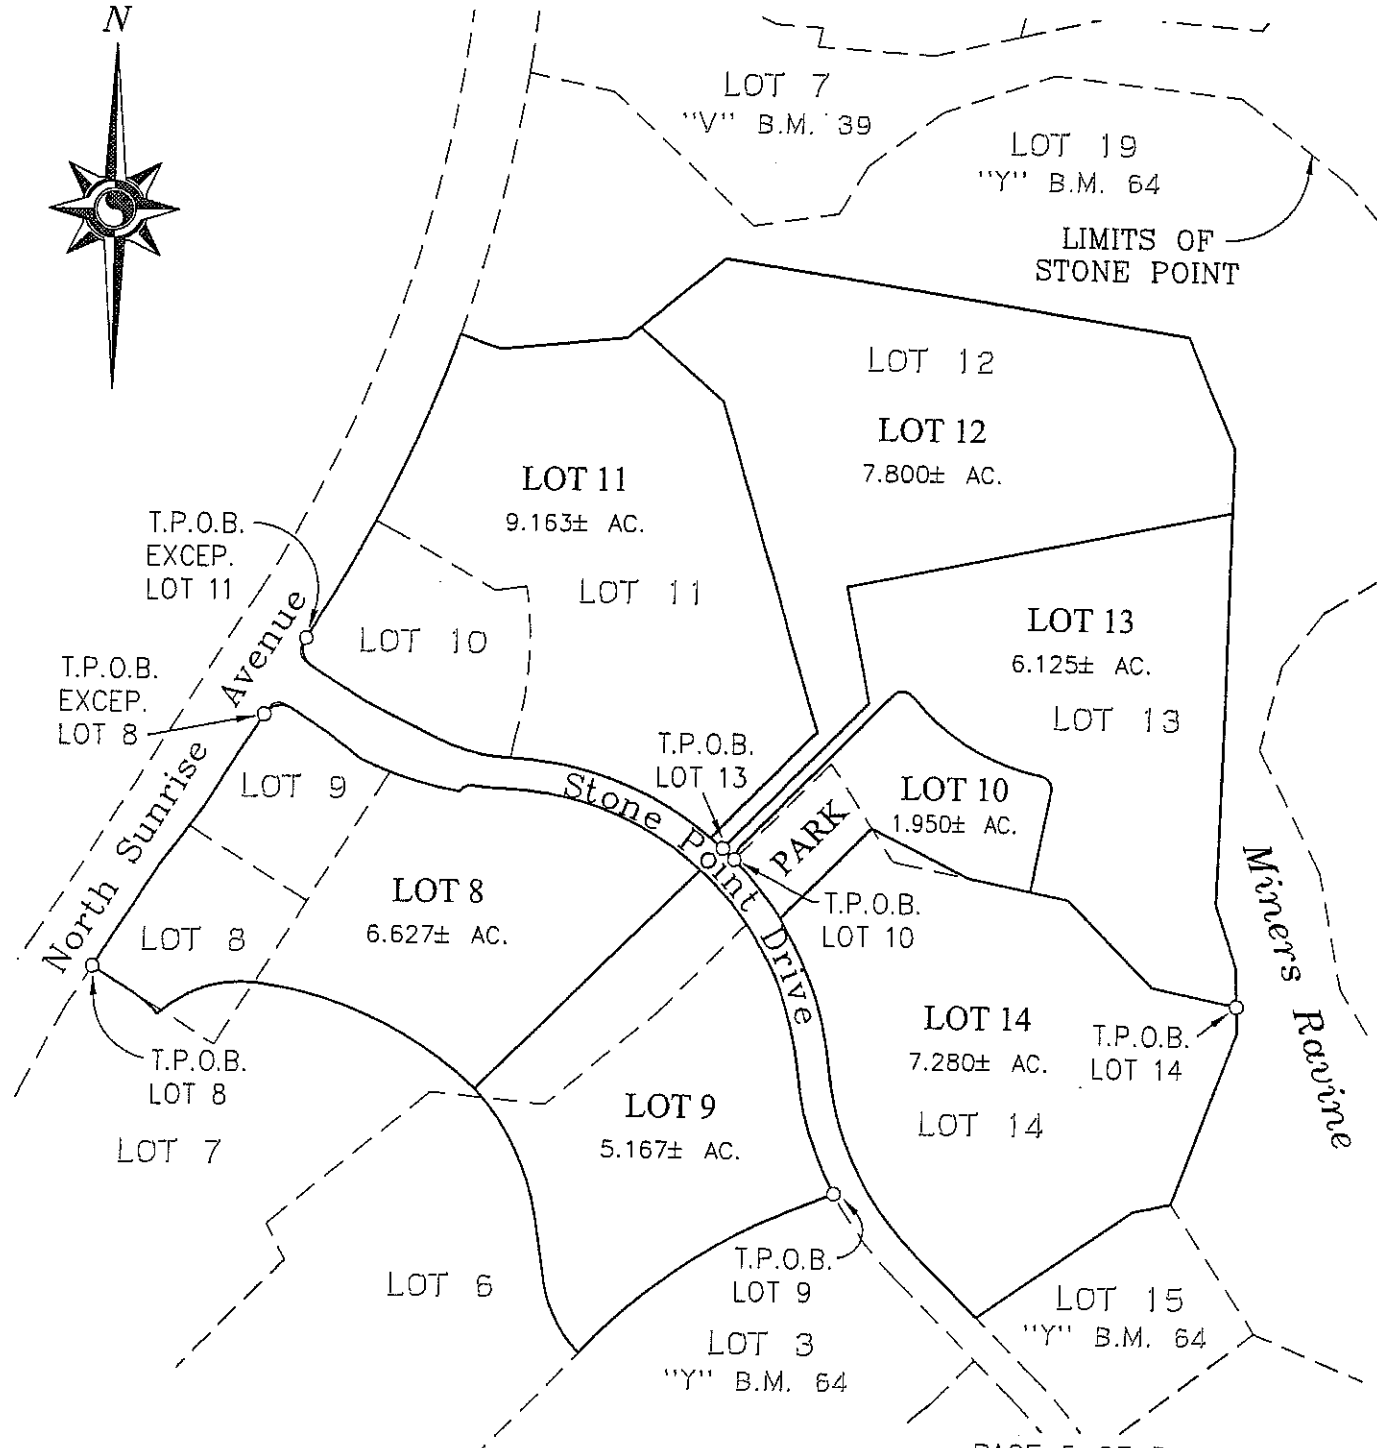 N
LOT 7
"V" B.M. 39
LOT 19
"Y" B.M. 64
LIMITS OF
STONE POINT
LOT 12
LOT 12
7.800± AC.
LOT 11
9.163± AC.
T.P.O.B.
EXCEP.
LOT 11
LOT 11
LOT 10
LOT 13
6.125± AC.
LOT 13
T.P.O.B.
EXCEP.
LOT 8
North Sunrise Avenue
T.P.O.B.
LOT 13
LOT 9
Stone Point Drive
PARK
LOT 10
1.950± AC.
LOT 8
6.627± AC.
LOT 8
T.P.O.B.
LOT 10
Miners Ravine
LOT 14
7.280± AC.
T.P.O.B.
LOT 14
T.P.O.B.
LOT 8
LOT 9
5.167± AC.
LOT 14
LOT 7
T.P.O.B.
LOT 9
LOT 6
LOT 15
"Y" B.M. 64
LOT 3
"Y" B.M. 64